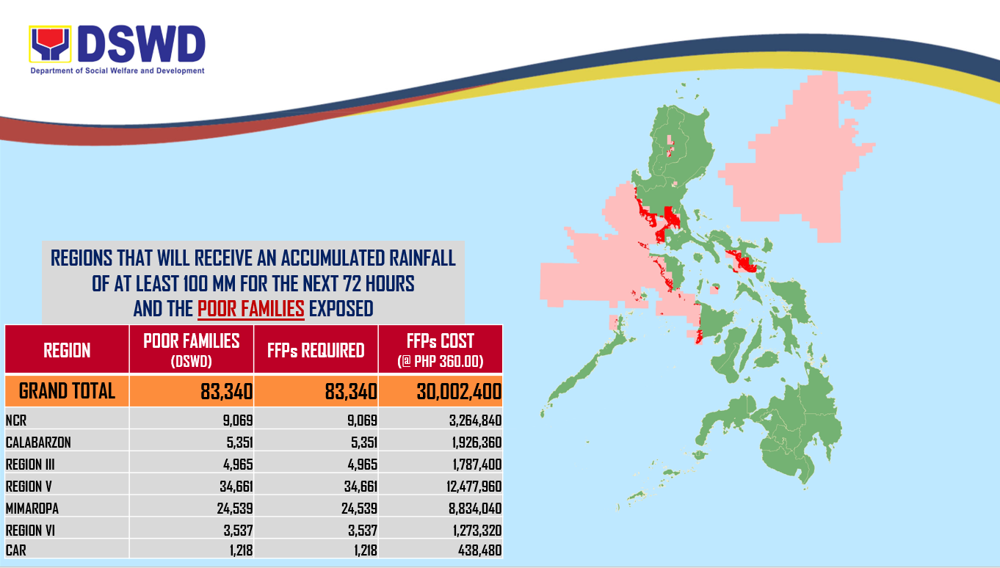 DSWD
Department of Social Welfare and Development
REGIONS THAT WILL RECEIVE AN ACCUMULATED RAINFALL
OF AT LEAST 100 MM FOR THE NEXT 72 HOURS
AND THE POOR FAMILIES EXPOSED
REGION POOR FAMILIES (DSWD) FFPs REQUIRED FFPs COST (@ PHP 360.00)
GRAND TOTAL 83,340 83,340 30,002,400
NCR 9,069 9,069 3,264,840
CALABARZON 5,351 5,351 1,926,360
REGION III 4,965 4,965 1,787,400
REGION V 34,661 34,661 12,477,960
MIMAROPA 24,539 24,539 8,834,040
REGION VI 3,537 3,537 1,273,320
CAR 1,218 1,218 438,480